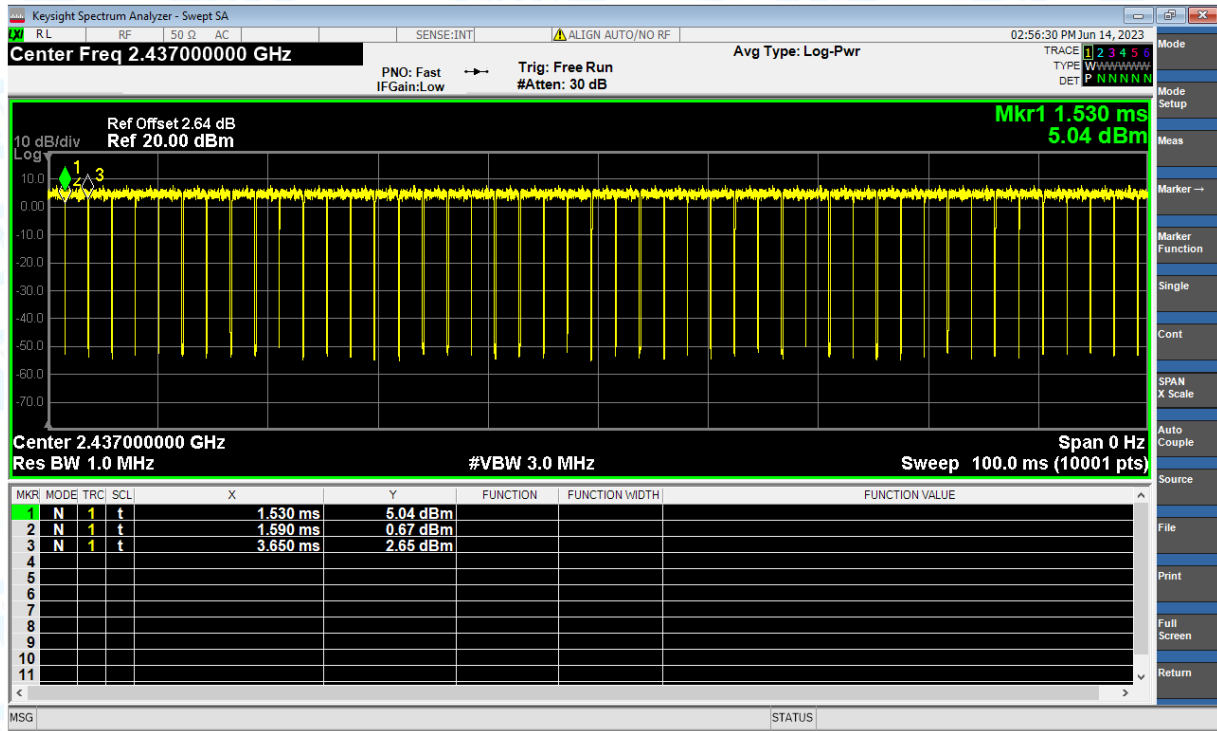 Keysight Spectrum Analyzer - Swept SA
LXI RL RF 50 Ω AC SENSE:INT ALIGN AUTO/NO RF 02:56:30 PM Jun 14, 2023
Center Freq 2.437000000 GHz
PNO: Fast
IFGain:Low
Trig: Free Run
#Atten: 30 dB
Avg Type: Log-Pwr
TRACE 1 2 3 4 5 6
TYPE WWWWWW
DET P N N N N N
Mkr1 1.530 ms
5.04 dBm
Ref Offset 2.64 dB
10 dB/div Ref 20.00 dBm
Log
1
2
3
10.0
0.00
-10.0
-20.0
-30.0
-40.0
-50.0
-60.0
-70.0
Center 2.437000000 GHz Span 0 Hz
Res BW 1.0 MHz #VBW 3.0 MHz Sweep 100.0 ms (10001 pts)
MKR MODE TRC SCL X Y FUNCTION FUNCTION WIDTH FUNCTION VALUE
1 N 1 t 1.530 ms 5.04 dBm
2 N 1 t 1.590 ms 0.67 dBm
3 N 1 t 3.650 ms 2.65 dBm
4
5
6
7
8
9
10
11
MSG STATUS
Mode
Mode
Setup
Meas
Marker →
Marker
Function
Single
Cont
SPAN
X Scale
Auto
Couple
Source
File
Print
Full
Screen
Return